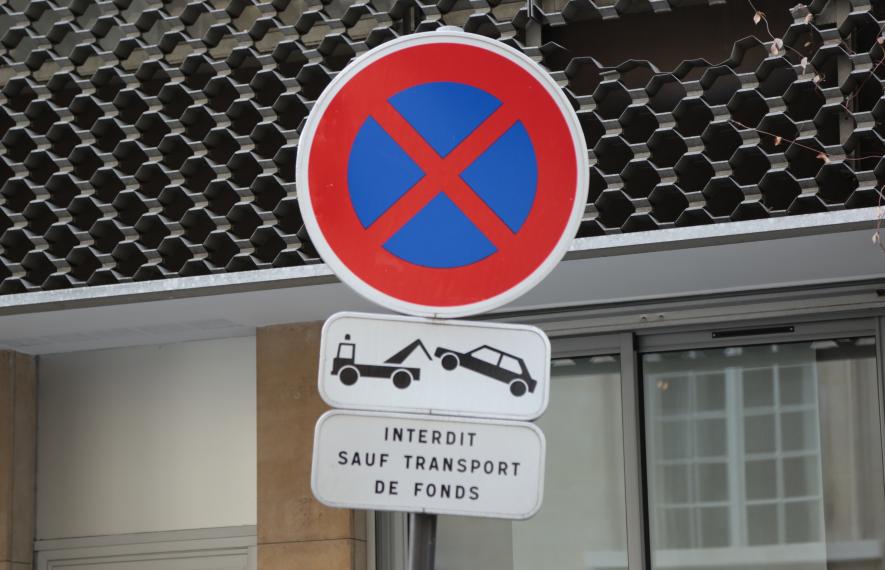 INTERDIT
SAUF TRANSPORT
DE FONDS